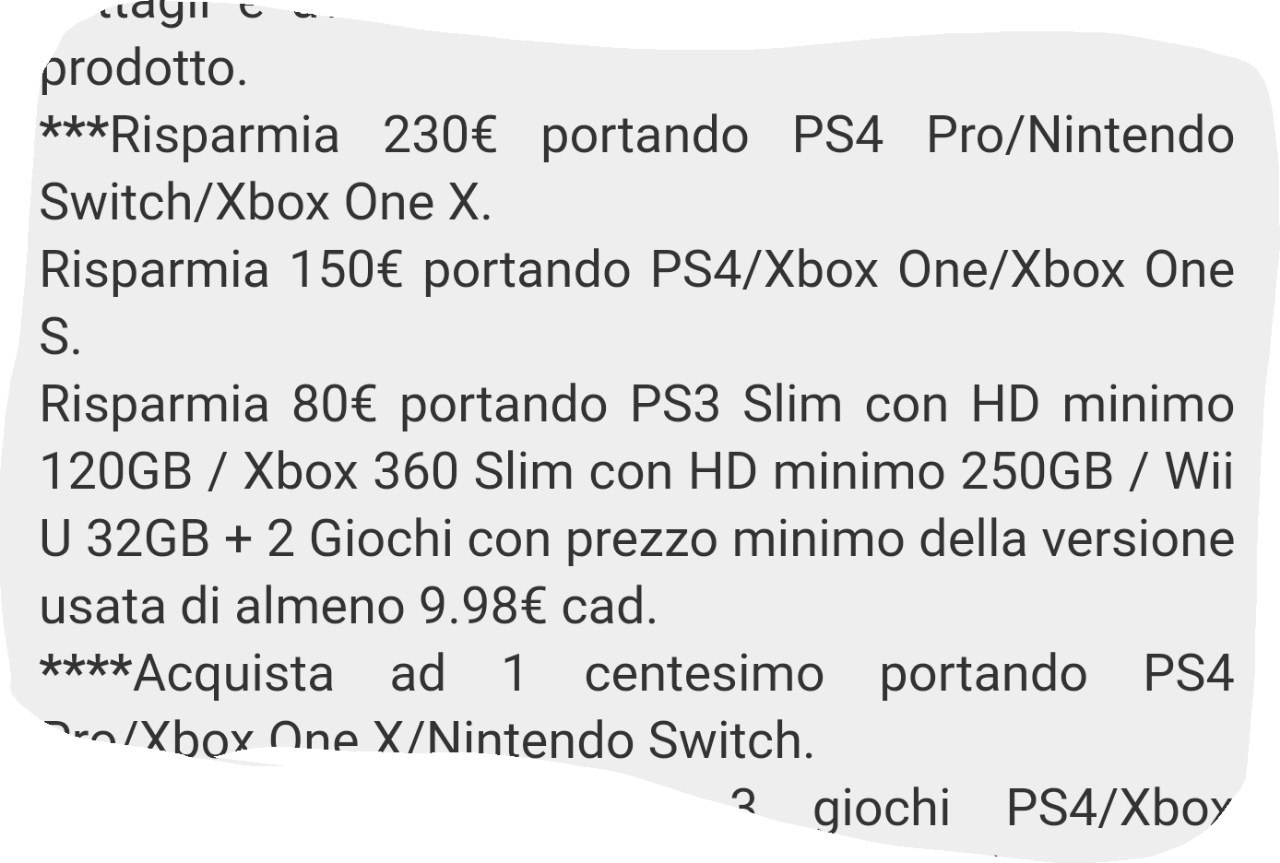 prodotto.
***Risparmia 230€ portando PS4 Pro/Nintendo
Switch/Xbox One X.
Risparmia 150€ portando PS4/Xbox One/Xbox One
S.
Risparmia 80€ portando PS3 Slim con HD minimo
120GB / Xbox 360 Slim con HD minimo 250GB / Wii
U 32GB + 2 Giochi con prezzo minimo della versione
usata di almeno 9.98€ cad.
****Acquista ad 1 centesimo portando PS4
Pro/Xbox One X/Nintendo Switch.
3 giochi PS4/Xbox